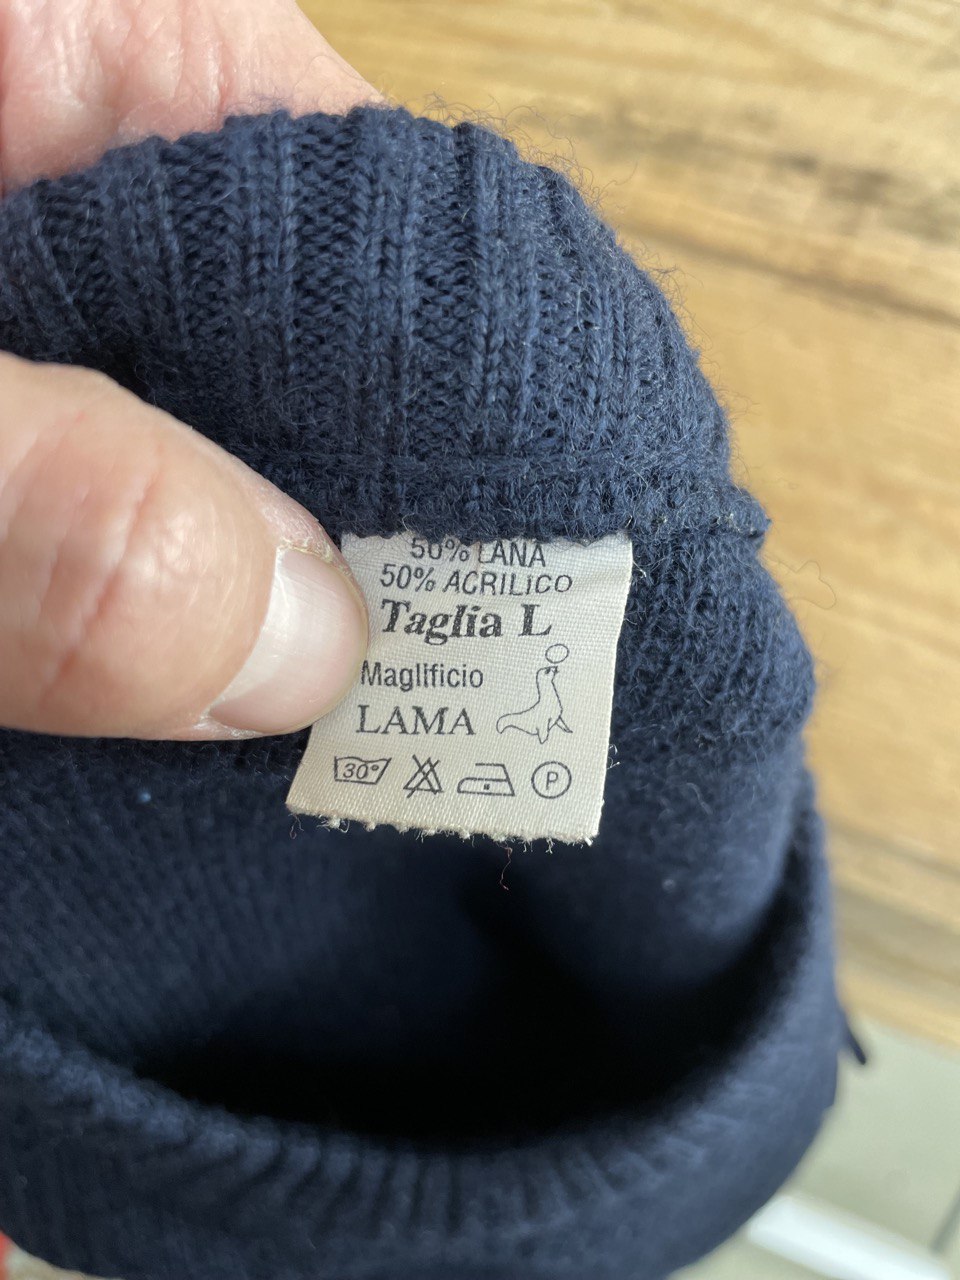 50% LANA
50% ACRILICO
Taglia L
Maglificio
LAMA
30° P